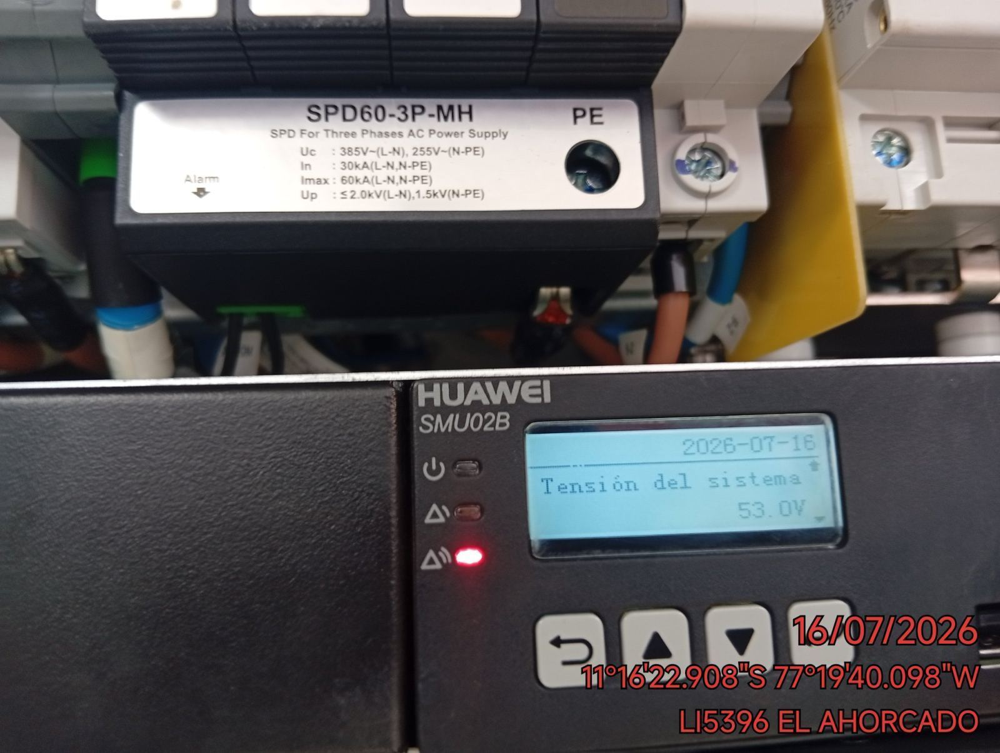 SPD60-3P-MH
PE
SPD For Three Phases AC Power Supply
Uc : 385V~(L-N), 255V~(N-PE)
In : 30kA(L-N,N-PE)
Alarm
Imax : 60kA(L-N,N-PE)
Up : ≤2.0kV(L-N),1.5kV(N-PE)
N
HUAWEI
SMU02B
2026-07-16
Tensión del sistema
53.0V
16/07/2026
11°16'22.908"S 77°19'40.098"W
LI5396 EL AHORCADO